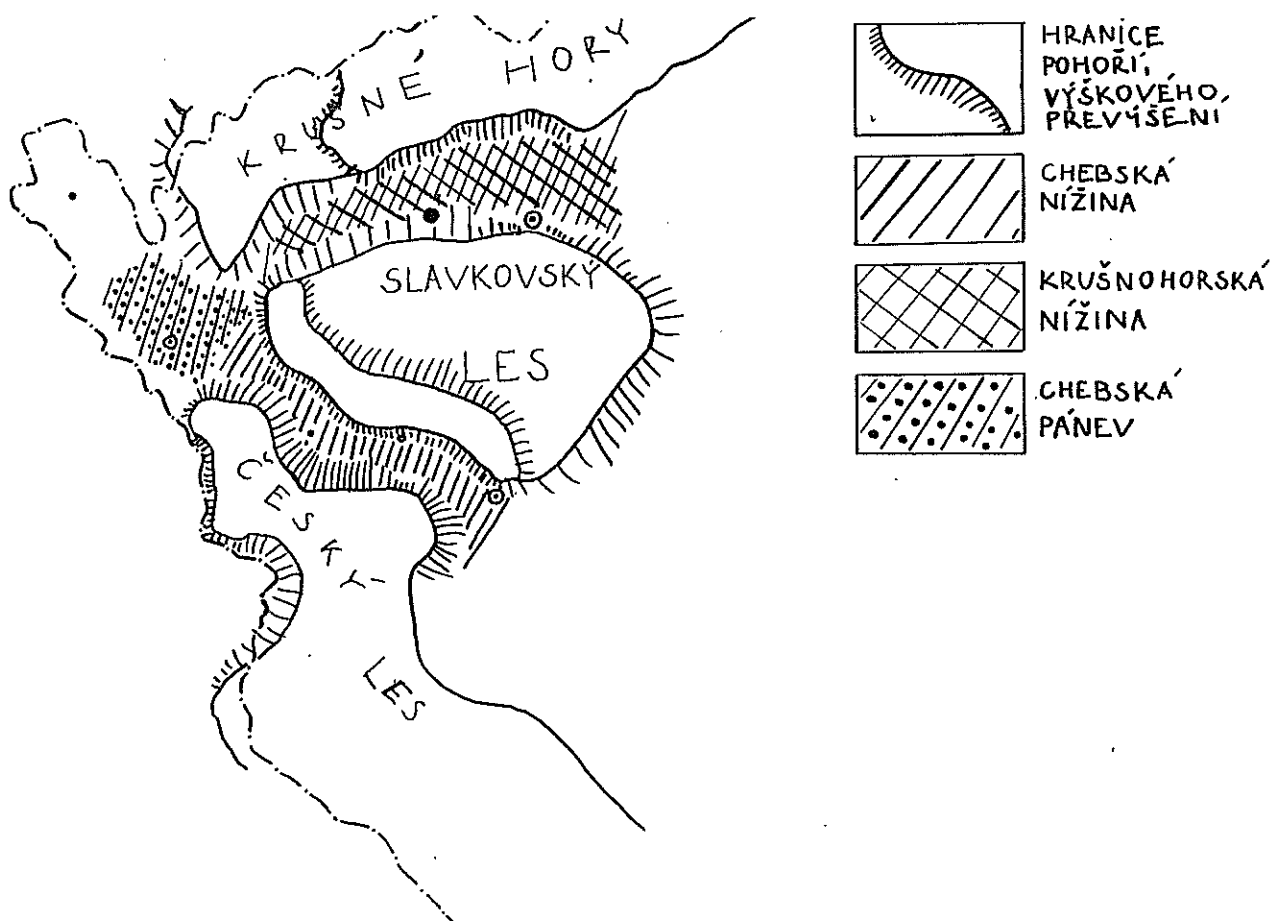 KRUŠNÉ HORY
SLAVKOVSKÝ
LES
ČESKÝ
LES
HRANICE
POHOŘÍ,
VÝŠKOVÉHO
PŘEVÝŠENÍ
CHEBSKÁ
NÍŽINA
KRUŠNOHORSKÁ
NÍŽINA
CHEBSKÁ
PÁNEV